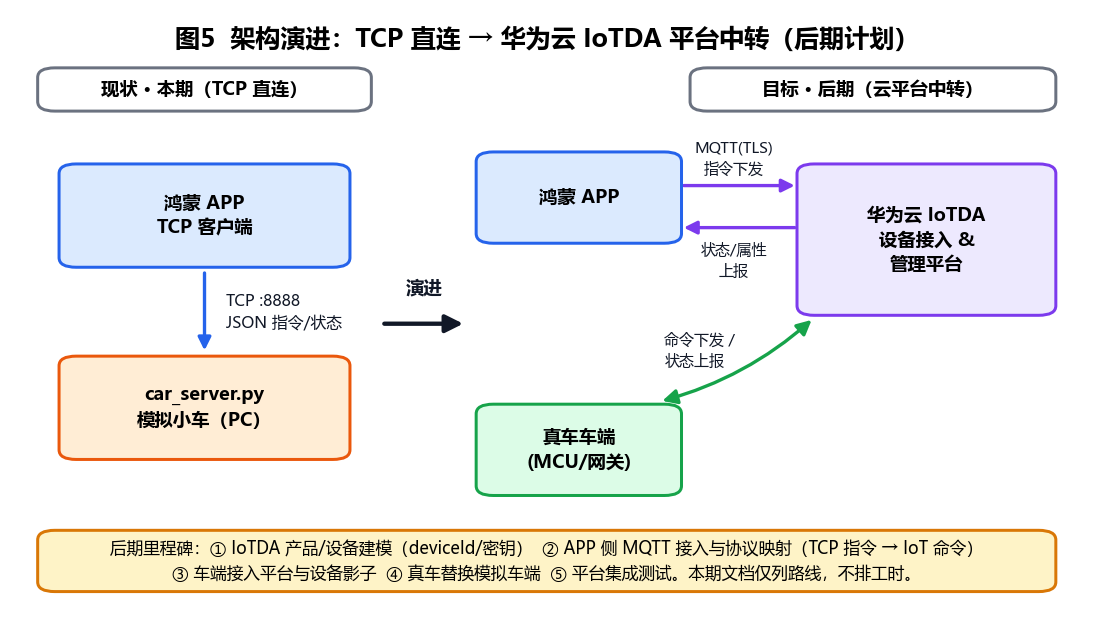 图5 架构演进：TCP 直连 → 华为云 IoTDA 平台中转（后期计划）
现状・本期（TCP 直连）
目标・后期（云平台中转）
鸿蒙 APP
TCP 客户端
TCP :8888
JSON 指令/状态
car_server.py
模拟小车（PC）
演进
鸿蒙 APP
MQTT(TLS)
指令下发
状态/属性
上报
华为云 IoTDA
设备接入 &
管理平台
命令下发 /
状态上报
真车车端
(MCU/网关)
后期里程碑：① IoTDA 产品/设备建模（deviceId/密钥） ② APP 侧 MQTT 接入与协议映射（TCP 指令 → IoT 命令）
③ 车端接入平台与设备影子 ④ 真车替换模拟车端 ⑤ 平台集成测试。本期文档仅列路线，不排工时。